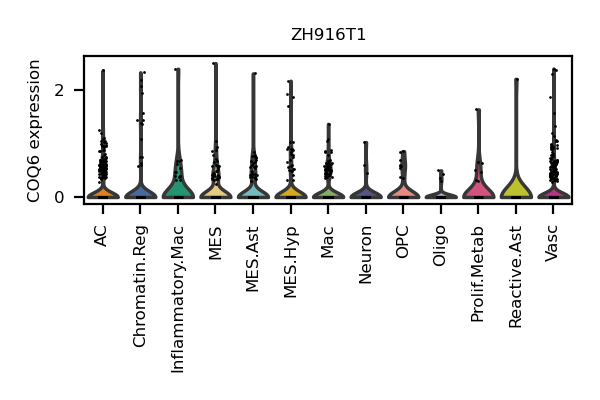 ZH916T1
COQ6 expression
2
0
AC
Chromatin.Reg
Inflammatory.Mac
MES
MES.Ast
MES.Hyp
Mac
Neuron
OPC
Oligo
Prolif.Metab
Reactive.Ast
Vasc